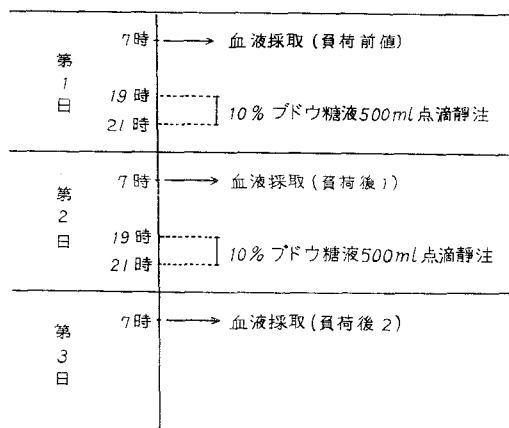 第1日
7時 血液採取(負荷前値)
19時
10% ブドウ糖液500ml点滴靜注
21時
第2日
7時 血液採取(負荷後1)
19時
10% ブドウ糖液500ml点滴靜注
21時
第3日
7時 血液採取(負荷後2)